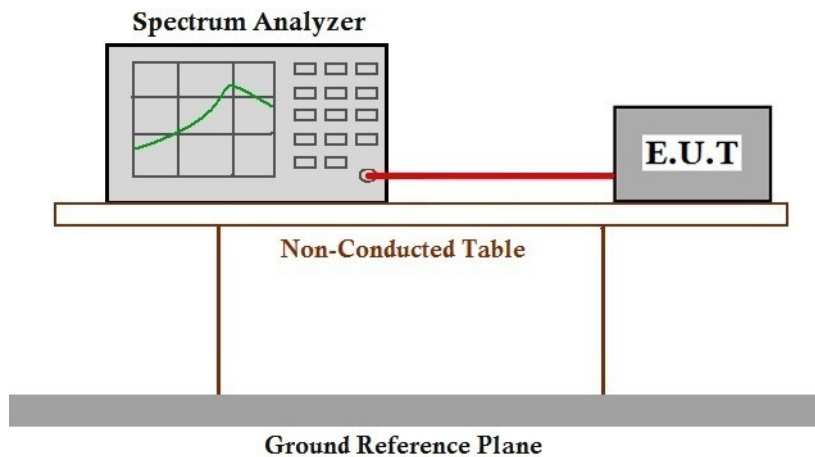 Spectrum Analyzer
E.U.T
Non-Conducted Table
Ground Reference Plane